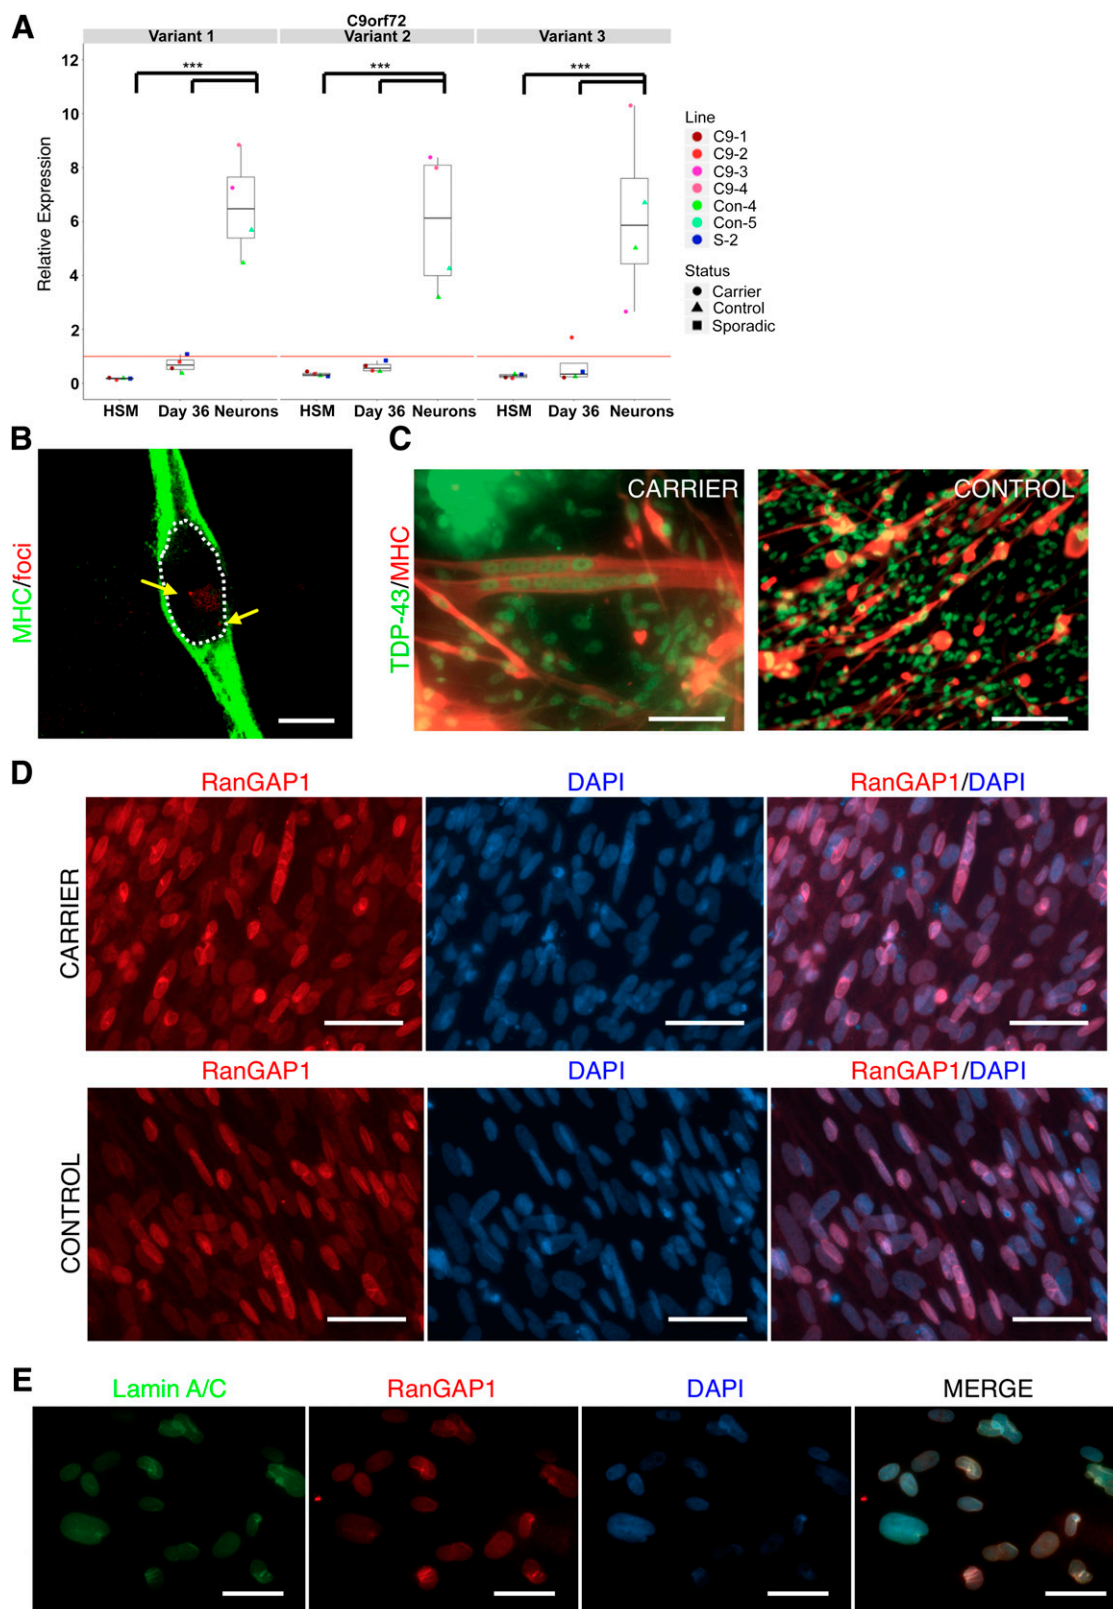 A
C9orf72
Variant 1
Variant 2
Variant 3
12
10
8
6
4
2
0
Relative Expression
***
***
***
HSM
Day 36
Neurons
HSM
Day 36
Neurons
HSM
Day 36
Neurons
Line
C9-1
C9-2
C9-3
C9-4
Con-4
Con-5
S-2
Status
Carrier
Control
Sporadic
B
MHC/foci
C
TDP-43/MHC
CARRIER
CONTROL
D
RanGAP1
DAPI
RanGAP1/DAPI
CARRIER
RanGAP1
DAPI
RanGAP1/DAPI
CONTROL
E
Lamin A/C
RanGAP1
DAPI
MERGE